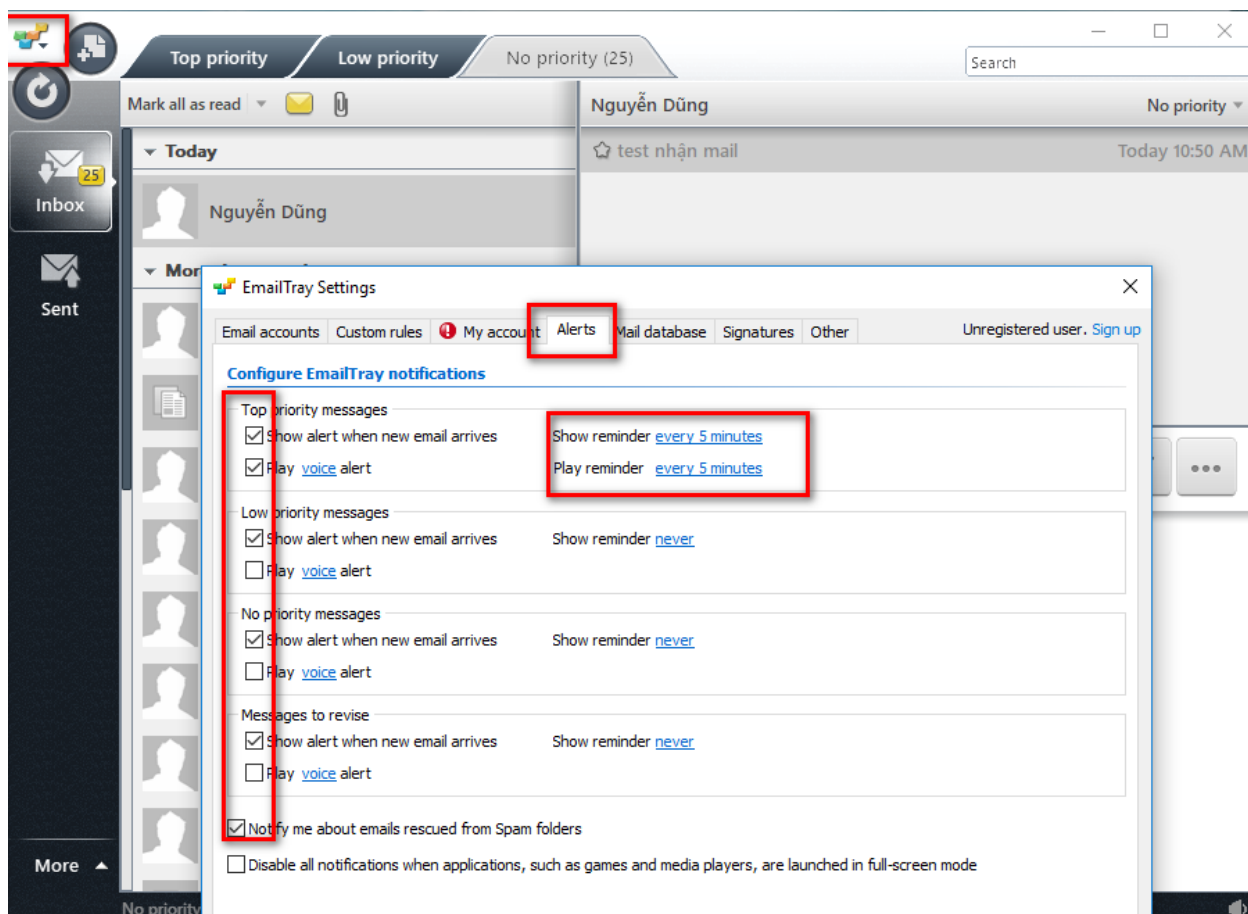 Top priority
Low priority
No priority (25)
Search
Mark all as read
Nguyễn Dũng
No priority
Today
test nhận mail
Today 10:50 AM
25
Inbox
Nguyễn Dũng
Sent
EmailTray Settings
Email accounts
Custom rules
My account
Alerts
Mail database
Signatures
Other
Unregistered user. Sign up
Configure EmailTray notifications
Top priority messages
Show alert when new email arrives
Show reminder every 5 minutes
Play voice alert
Play reminder every 5 minutes
Low priority messages
Show alert when new email arrives
Show reminder never
Play voice alert
No priority messages
Show alert when new email arrives
Show reminder never
Play voice alert
Messages to revise
Show alert when new email arrives
Show reminder never
Play voice alert
Notify me about emails rescued from Spam folders
Disable all notifications when applications, such as games and media players, are launched in full-screen mode
More
No priority